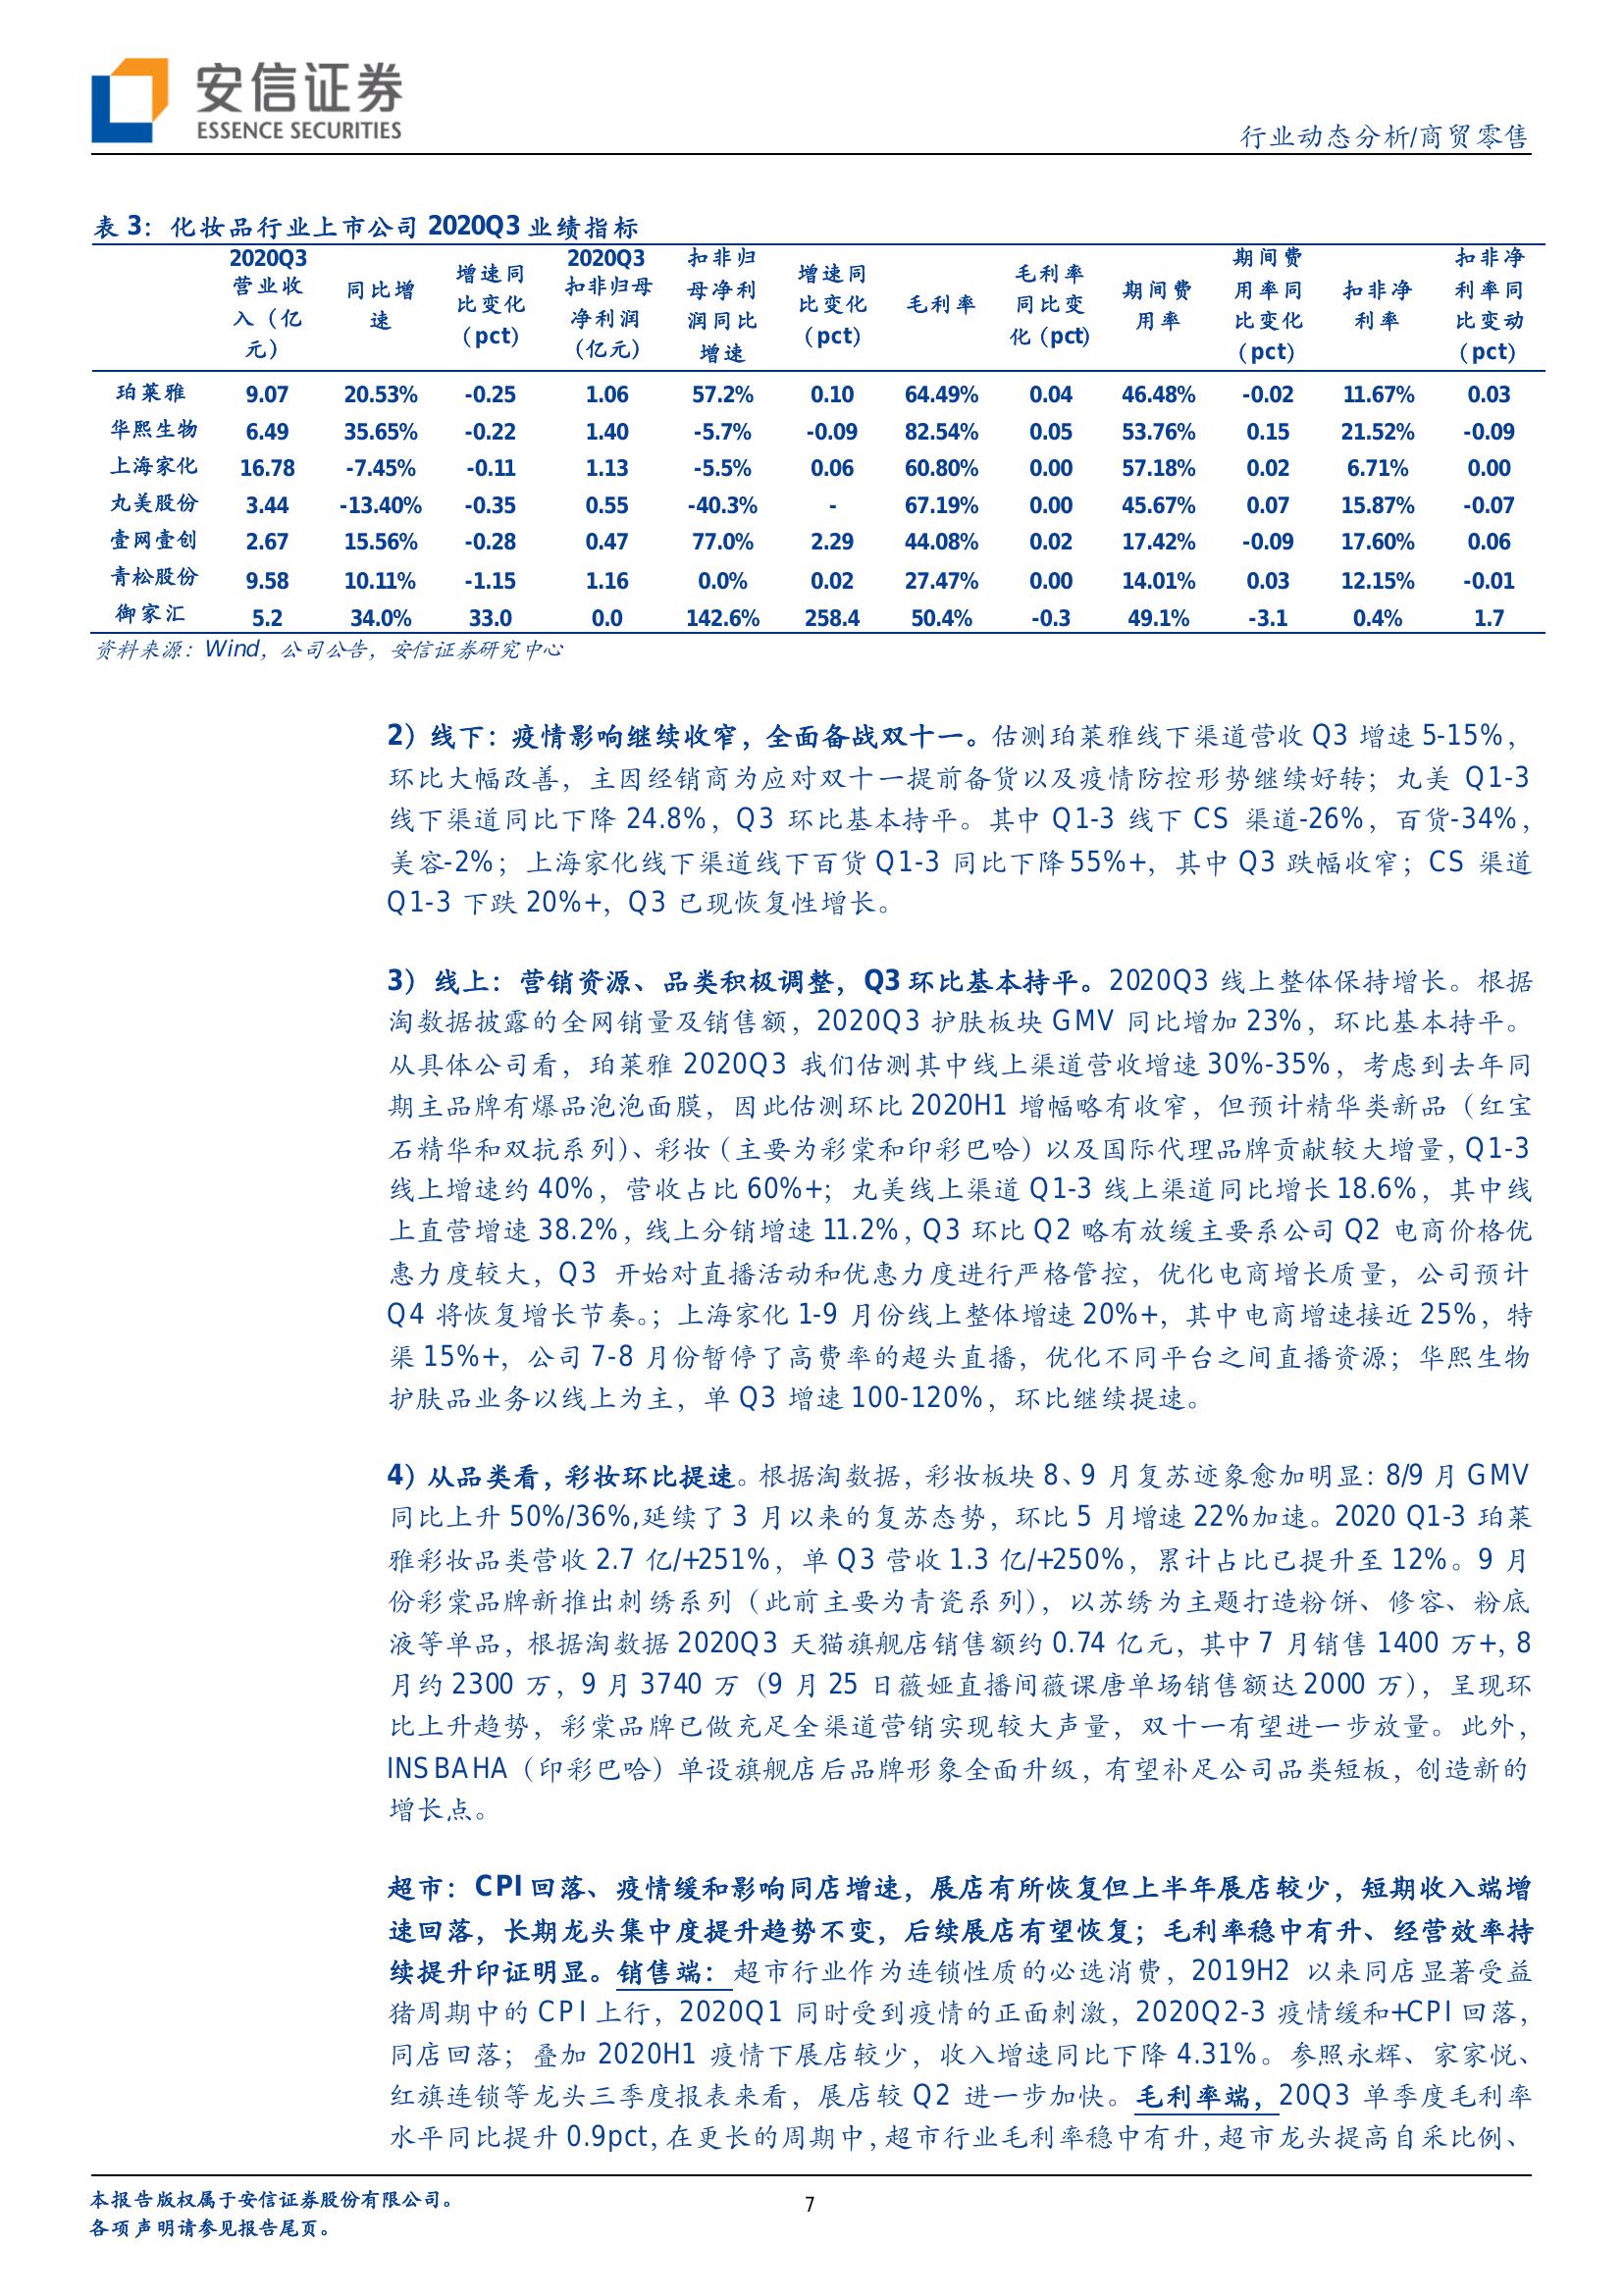 安信证券
ESSENCE SECURITIES
行业动态分析/商贸零售
表 3：化妆品行业上市公司 2020Q3 业绩指标
2020Q3 营业收入（亿元） 同比增速 增速同比变化（pct） 2020Q3 扣非归母净利润（亿元） 扣非归母净利润同比增速 增速同比变化（pct） 毛利率 毛利率同比变化（pct） 期间费用率 期间费用率同比变化（pct） 扣非净利率 扣非净利率同比变动（pct）
珀莱雅 9.07 20.53% -0.25 1.06 57.2% 0.10 64.49% 0.04 46.48% -0.02 11.67% 0.03
华熙生物 6.49 35.65% -0.22 1.40 -5.7% -0.09 82.54% 0.05 53.76% 0.15 21.52% -0.09
上海家化 16.78 -7.45% -0.11 1.13 -5.5% 0.06 60.80% 0.00 57.18% 0.02 6.71% 0.00
丸美股份 3.44 -13.40% -0.35 0.55 -40.3% - 67.19% 0.00 45.67% 0.07 15.87% -0.07
壹网壹创 2.67 15.56% -0.28 0.47 77.0% 2.29 44.08% 0.02 17.42% -0.09 17.60% 0.06
青松股份 9.58 10.11% -1.15 1.16 0.0% 0.02 27.47% 0.00 14.01% 0.03 12.15% -0.01
御家汇 5.2 34.0% 33.0 0.0 142.6% 258.4 50.4% -0.3 49.1% -3.1 0.4% 1.7
资料来源：Wind，公司公告，安信证券研究中心
2）线下：疫情影响继续收窄，全面备战双十一。估测珀莱雅线下渠道营收 Q3 增速 5-15%，
环比大幅改善，主因经销商为应对双十一提前备货以及疫情防控形势继续好转；丸美 Q1-3
线下渠道同比下降 24.8%，Q3 环比基本持平。其中 Q1-3 线下 CS 渠道-26%，百货-34%，
美容-2%；上海家化线下渠道线下百货 Q1-3 同比下降 55%+，其中 Q3 跌幅收窄；CS 渠道
Q1-3 下跌 20%+，Q3 已现恢复性增长。
3）线上：营销资源、品类积极调整，Q3 环比基本持平。2020Q3 线上整体保持增长。根据
淘数据披露的全网销量及销售额，2020Q3 护肤板块 GMV 同比增加 23%，环比基本持平。
从具体公司看，珀莱雅 2020Q3 我们估测其中线上渠道营收增速 30%-35%，考虑到去年同
期主品牌有爆品泡泡面膜，因此估测环比 2020H1 增幅略有收窄，但预计精华类新品（红宝
石精华和双抗系列）、彩妆（主要为彩棠和印彩巴哈）以及国际代理品牌贡献较大增量，Q1-3
线上增速约 40%，营收占比 60%+；丸美线上渠道 Q1-3 线上渠道同比增长 18.6%，其中线
上直营增速 38.2%，线上分销增速 11.2%，Q3 环比 Q2 略有放缓主要系公司 Q2 电商价格优
惠力度较大，Q3 开始对直播活动和优惠力度进行严格管控，优化电商增长质量，公司预计
Q4 将恢复增长节奏。；上海家化 1-9 月份线上整体增速 20%+，其中电商增速接近 25%，特
渠 15%+，公司 7-8 月份暂停了高费率的超头直播，优化不同平台之间直播资源；华熙生物
护肤品业务以线上为主，单 Q3 增速 100-120%，环比继续提速。
4）从品类看，彩妆环比提速。根据淘数据，彩妆板块 8、9 月复苏迹象愈加明显：8/9 月 GMV
同比上升 50%/36%,延续了 3 月以来的复苏态势，环比 5 月增速 22%加速。2020 Q1-3 珀莱
雅彩妆品类营收 2.7 亿/+251%，单 Q3 营收 1.3 亿/+250%，累计占比已提升至 12%。9 月
份彩棠品牌新推出刺绣系列（此前主要为青瓷系列），以苏绣为主题打造粉饼、修容、粉底
液等单品，根据淘数据 2020Q3 天猫旗舰店销售额约 0.74 亿元，其中 7 月销售 1400 万+，8
月约 2300 万，9 月 3740 万（9 月 25 日薇娅直播间薇课唐单场销售额达 2000 万），呈现环
比上升趋势，彩棠品牌已做充足全渠道营销实现较大声量，双十一有望进一步放量。此外，
INSBAHA（印彩巴哈）单设旗舰店后品牌形象全面升级，有望补足公司品类短板，创造新的
增长点。
超市：CPI 回落、疫情缓和影响同店增速，展店有所恢复但上半年展店较少，短期收入端增
速回落，长期龙头集中度提升趋势不变，后续展店有望恢复；毛利率稳中有升、经营效率持
续提升印证明显。销售端：超市行业作为连锁性质的必选消费，2019H2 以来同店显著受益
猪周期中的 CPI 上行，2020Q1 同时受到疫情的正面刺激，2020Q2-3 疫情缓和+CPI 回落，
同店回落；叠加 2020H1 疫情下展店较少，收入增速同比下降 4.31%。参照永辉、家家悦、
红旗连锁等龙头三季度报表来看，展店较 Q2 进一步加快。毛利率端，20Q3 单季度毛利率
水平同比提升 0.9pct，在更长的周期中，超市行业毛利率稳中有升，超市龙头提高自采比例、
本报告版权属于安信证券股份有限公司。
各项声明请参见报告尾页。
7